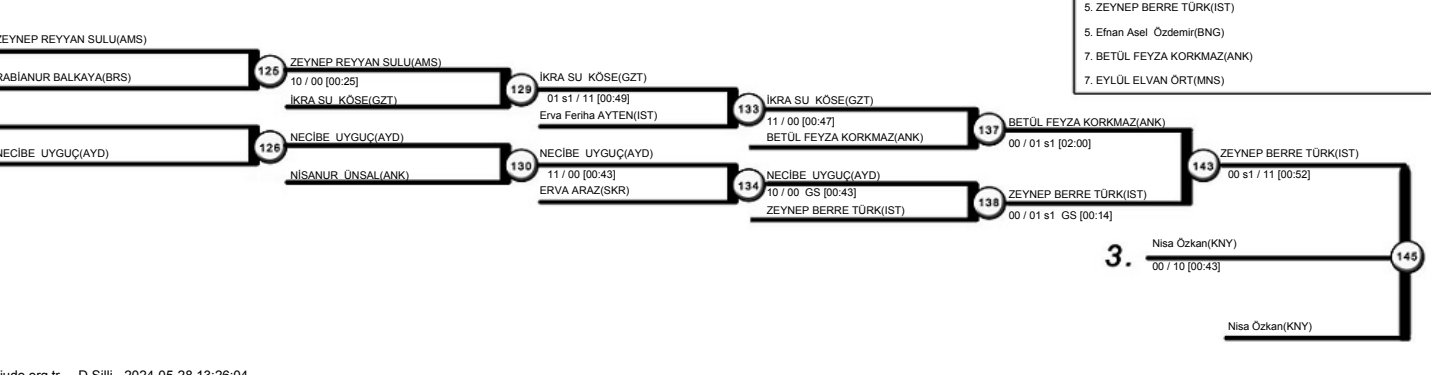 5. ZEYNEP BERRE TÜRK(IST)
5. Efnan Asel Özdemir(BNG)
7. BETÜL FEYZA KORKMAZ(ANK)
7. EYLÜL ELVAN ÖRT(MNS)
ZEYNEP REYYAN SULU(AMS)
RABİANUR BALKAYA(BRS)
125
ZEYNEP REYYAN SULU(AMS)
10 / 00 [00:25]
İKRA SU KÖSE(GZT)
129
İKRA SU KÖSE(GZT)
01 s1 / 11 [00:49]
Erva Feriha AYTEN(IST)
133
İKRA SU KÖSE(GZT)
11 / 00 [00:47]
BETÜL FEYZA KORKMAZ(ANK)
137
BETÜL FEYZA KORKMAZ(ANK)
00 / 01 s1 [02:00]
143
ZEYNEP BERRE TÜRK(IST)
00 s1 / 11 [00:52]
NECİBE UYGUÇ(AYD)
126
NECİBE UYGUÇ(AYD)
NİSANUR ÜNSAL(ANK)
130
NECİBE UYGUÇ(AYD)
11 / 00 [00:43]
ERVA ARAZ(SKR)
134
NECİBE UYGUÇ(AYD)
10 / 00 GS [00:43]
ZEYNEP BERRE TÜRK(IST)
138
ZEYNEP BERRE TÜRK(IST)
00 / 01 s1 GS [00:14]
3.
Nisa Özkan(KNY)
00 / 10 [00:43]
145
Nisa Özkan(KNY)
judo.org.tr D.Silli 2024-05-28 13:26:04